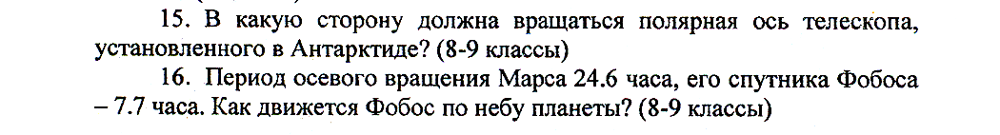 15. В какую сторону должна вращаться полярная ось телескопа,
установленного в Антарктиде? (8-9 классы)
16. Период осевого вращения Марса 24.6 часа, его спутника Фобоса
– 7.7 часа. Как движется Фобос по небу планеты? (8-9 классы)